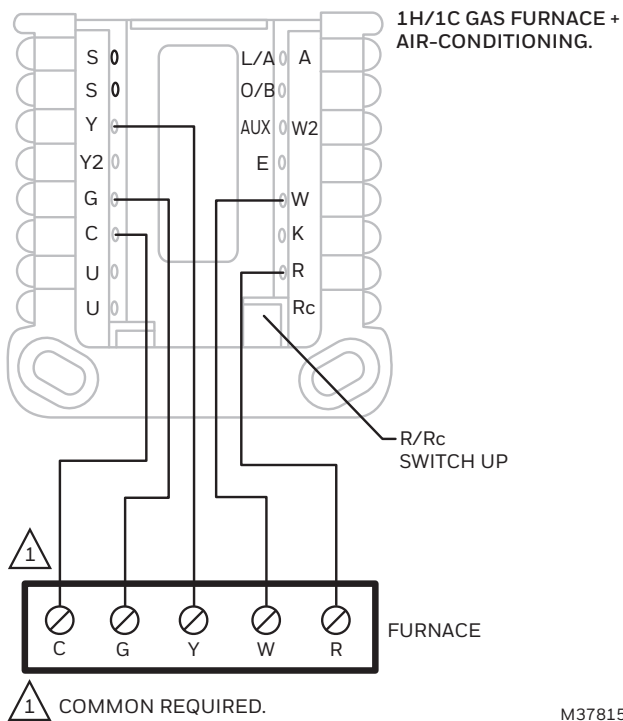 1H/1C GAS FURNACE +
AIR-CONDITIONING.
S L/A A
S O/B
Y AUX W2
Y2 E
G W
C K
U R
U Rc
R/Rc
SWITCH UP
1
FURNACE
C G Y W R
1 COMMON REQUIRED.
M37815